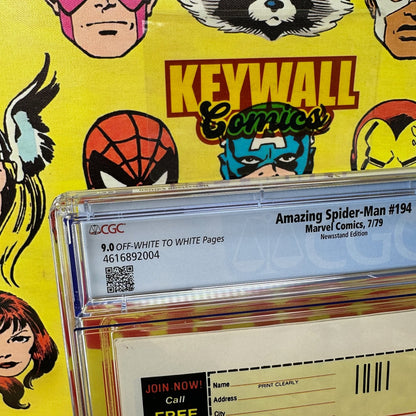 KEYWALL
Comics
CGC
9.0 OFF-WHITE TO WHITE Pages
4616892004
Amazing Spider-Man #194
Marvel Comics, 7/79
Newsstand Edition
CGC
JOIN NOW!
Call
FREE
Name
PRINT CLEARLY
Address
City